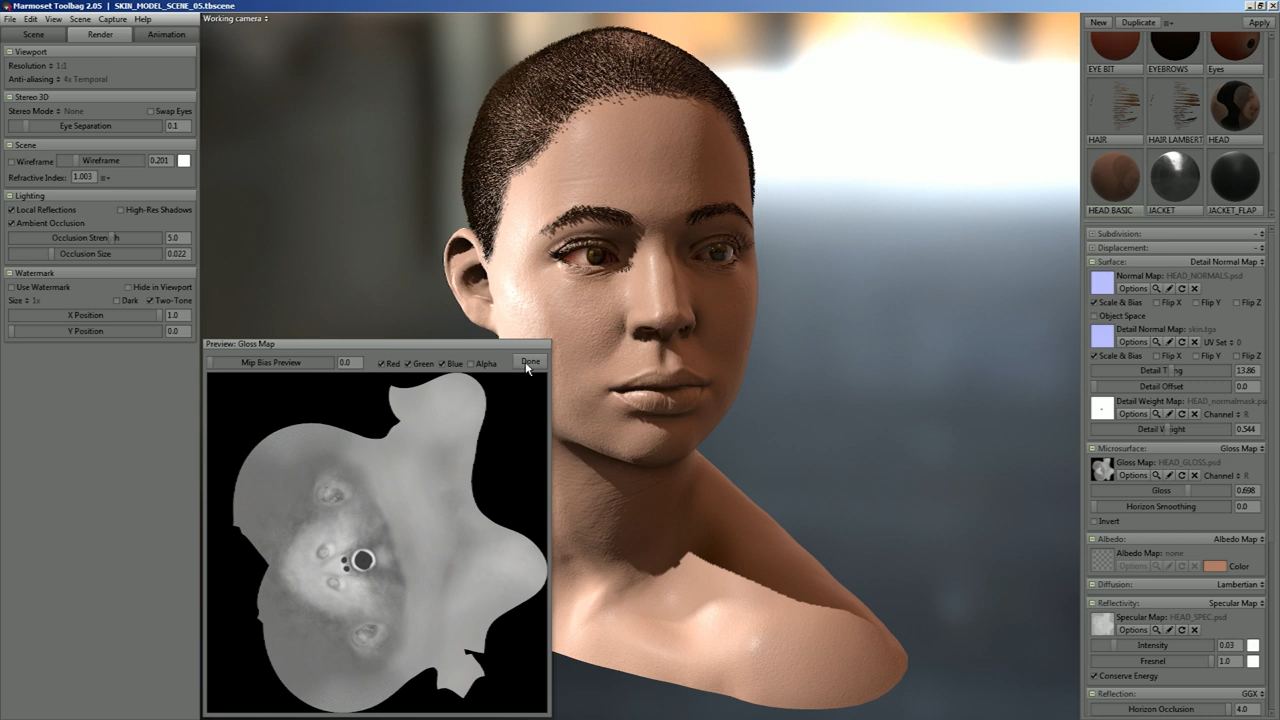 Marmoset Toolbag 2.05 | SKIN_MODEL_SCENE_05.tbscene
File Edit View Scene Capture Help
Scene Render Animation
Viewport
Resolution 1:1
Anti-aliasing 4x Temporal
Stereo 3D
Stereo Mode None Swap Eyes
Eye Separation 0.1
Scene
Wireframe Wireframe 0.201
Refractive Index: 1.003
Lighting
Local Reflections High-Res Shadows
Ambient Occlusion
Occlusion Stren h 5.0
Occlusion Size 0.022
Watermark
Use Watermark Hide in Viewport
Size 1x Dark Two-Tone
X Position 1.0
Y Position 0.0
Working camera
Preview: Gloss Map
Mip Bias Preview 0.0 Red Green Blue Alpha Done
New Duplicate Apply
EYE BIT EYEBROWS Eyes
HAIR HAIR LAMBERT HEAD
HEAD BASIC JACKET JACKET_FLAP
Subdivision: -
Displacement: -
Surface: Detail Normal Map
Normal Map: HEAD_NORMALS.psd
Options
Scale & Bias Flip X Flip Y Flip Z
Object Space
Detail Normal Map: skin.tga
Options UV Set 0
Scale & Bias Flip X Flip Y Flip Z
Detail T ng 13.86
Detail Offset 0.0
Detail Weight Map: HEAD_normalmask.ps
Options Channel R
Detail V ight 0.544
Microsurface: Gloss Map
Gloss Map: HEAD_GLOSS.psd
Options Channel R
Gloss 0.698
Horizon Smoothing 0.0
Invert
Albedo: Albedo Map
Albedo Map: none
Options Color
Diffusion: Lambertian
Reflectivity: Specular Map
Specular Map: HEAD_SPEC.psd
Options
Intensity 0.03
Fresnel 1.0
Conserve Energy
Reflection: GGX
Horizon Occlusion 4.0